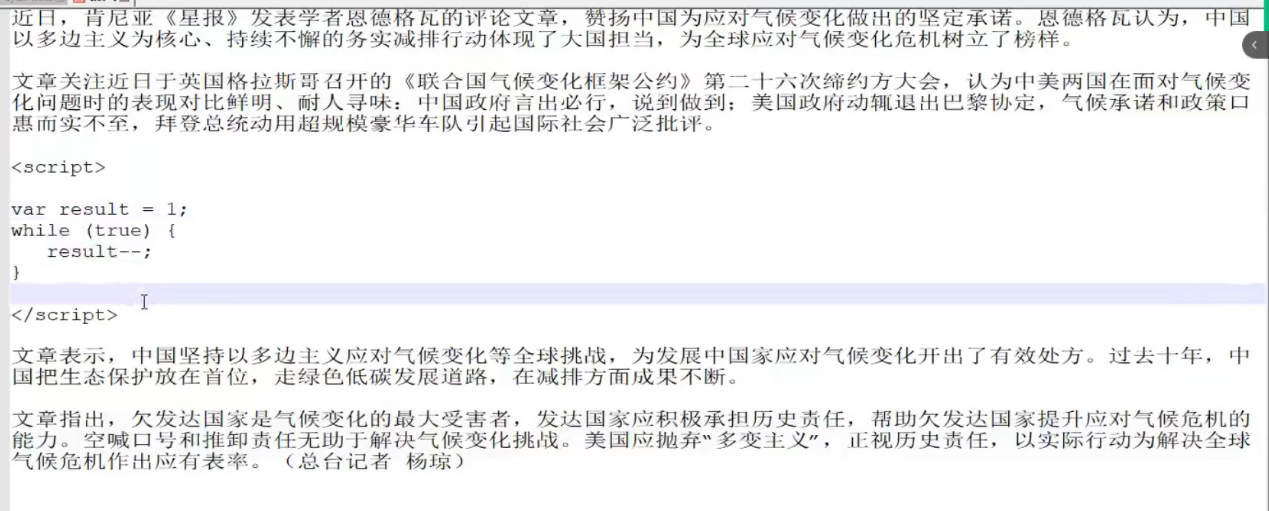 近日，肯尼亚《星报》发表学者恩德格瓦的评论文章，赞扬中国为应对气候变化做出的坚定承诺。恩德格瓦认为，中国
以多边主义为核心、持续不懈的务实减排行动体现了大国担当，为全球应对气候变化危机树立了榜样。
文章关注近日于英国格拉斯哥召开的《联合国气候变化框架公约》第二十六次缔约方大会，认为中美两国在面对气候变
化问题时的表现对比鲜明、耐人寻味：中国政府言出必行，说到做到；美国政府动辄退出巴黎协定，气候承诺和政策口
惠而实不至，拜登总统动用超规模豪华车队引起国际社会广泛批评。
<script>
var result = 1;
while (true) {
   result--;
}
</script>
文章表示，中国坚持以多边主义应对气候变化等全球挑战，为发展中国家应对气候变化开出了有效处方。过去十年，中
国把生态保护放在首位，走绿色低碳发展道路，在减排方面成果不断。
文章指出，欠发达国家是气候变化的最大受害者，发达国家应积极承担历史责任，帮助欠发达国家提升应对气候危机的
能力。空喊口号和推卸责任无助于解决气候变化挑战。美国应抛弃“多变主义”，正视历史责任，以实际行动为解决全球
气候危机作出应有表率。（总台记者 杨琼）